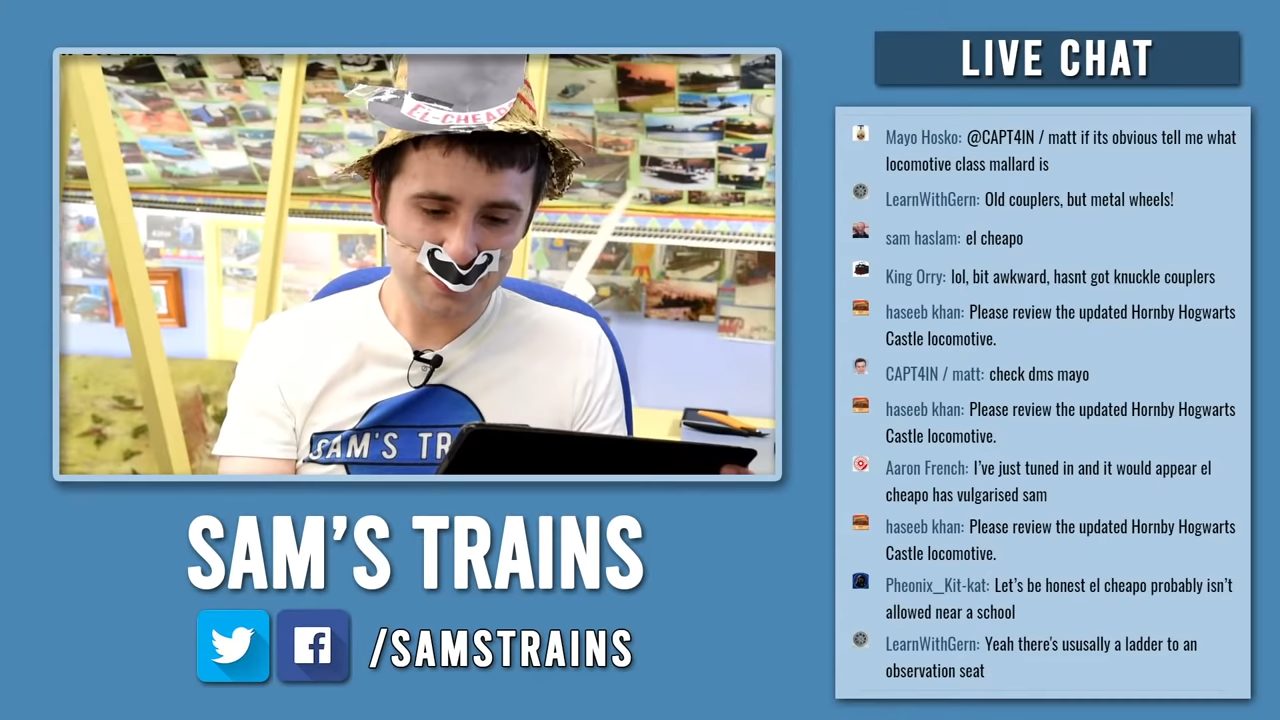 EL-CHEAPO
SAM'S TR
SAM'S TRAINS
/SAMSTRAINS
LIVE CHAT
Mayo Hosko: @CAPT4IN / matt if its obvious tell me what
locomotive class mallard is
LearnWithGern: Old couplers, but metal wheels!
sam haslam: el cheapo
King Orry: lol, bit awkward, hasnt got knuckle couplers
haseeb khan: Please review the updated Hornby Hogwarts
Castle locomotive.
CAPT4IN / matt: check dms mayo
haseeb khan: Please review the updated Hornby Hogwarts
Castle locomotive.
Aaron French: I've just tuned in and it would appear el
cheapo has vulgarised sam
haseeb khan: Please review the updated Hornby Hogwarts
Castle locomotive.
Pheonix_Kit-kat: Let's be honest el cheapo probably isn't
allowed near a school
LearnWithGern: Yeah there's ususally a ladder to an
observation seat